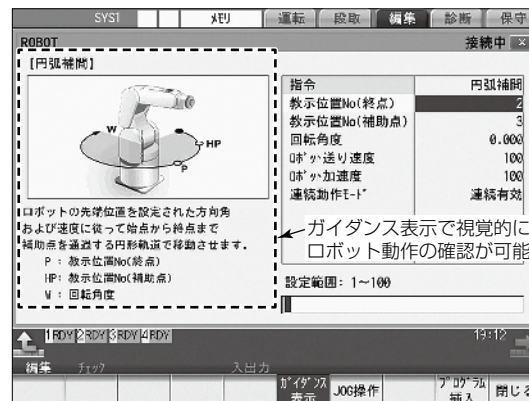 SYS1 メモリ 運転 段取 編集 診断 保守
ROBOT 接続中 ×
[円弧補間]
W
HP
P
ロボットの先端位置を設定された方向角
および速度に従って始点から終点まで
補助点を通過する円形軌道で移動させます。
P : 教示位置No(終点)
HP: 教示位置No(補助点)
W : 回転角度
指令 円弧補間
教示位置No(終点) 2
教示位置No(補助点) 3
回転角度 0.000
ロボット送り速度 100
ロボット加速度 100
連続動作モード 連続有効
ガイダンス表示で視覚的に
ロボット動作の確認が可能
設定範囲: 1~100
1RDY 2RDY 3RDY 4RDY 19:12
編集 チェック 入出力
ガイダンス表示 JOG操作 プログラム挿入 閉じる